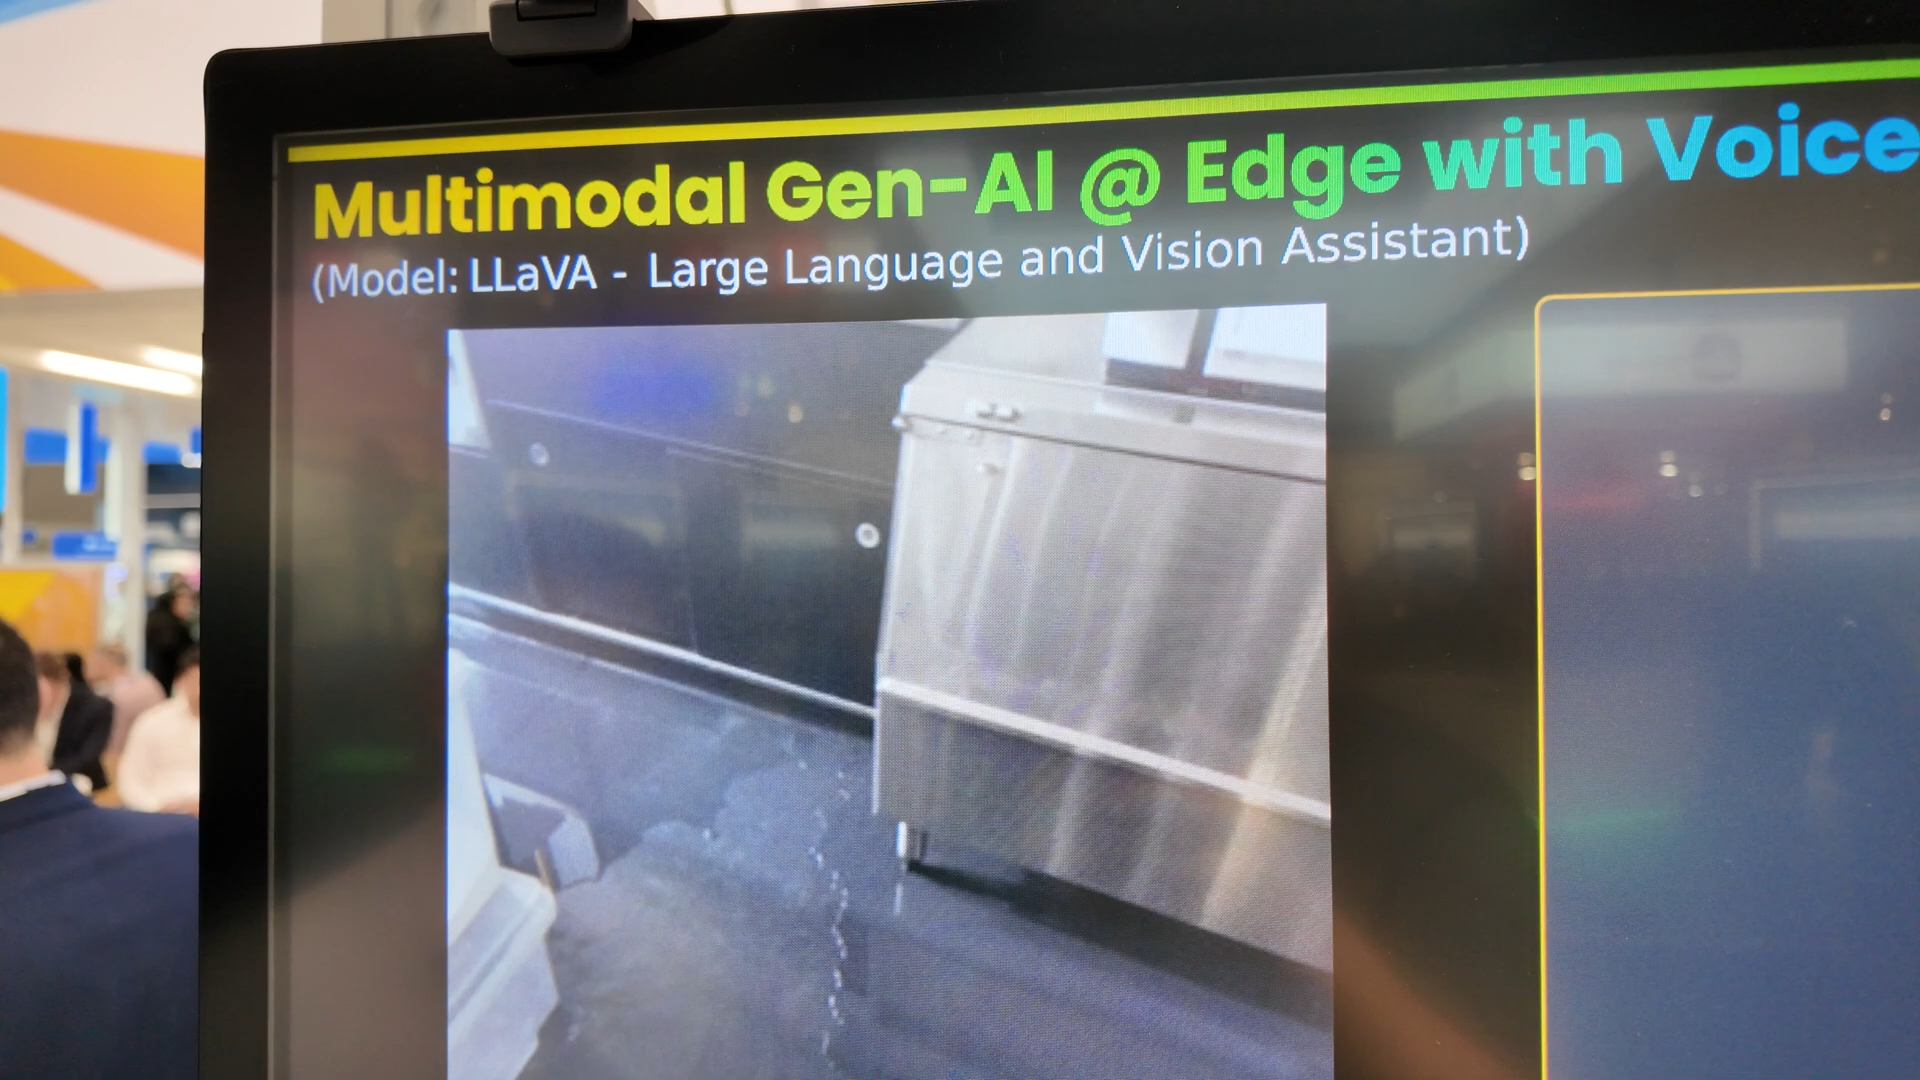 Multimodal Gen-AI @ Edge with Voice
(Model: LLaVA - Large Language and Vision Assistant)